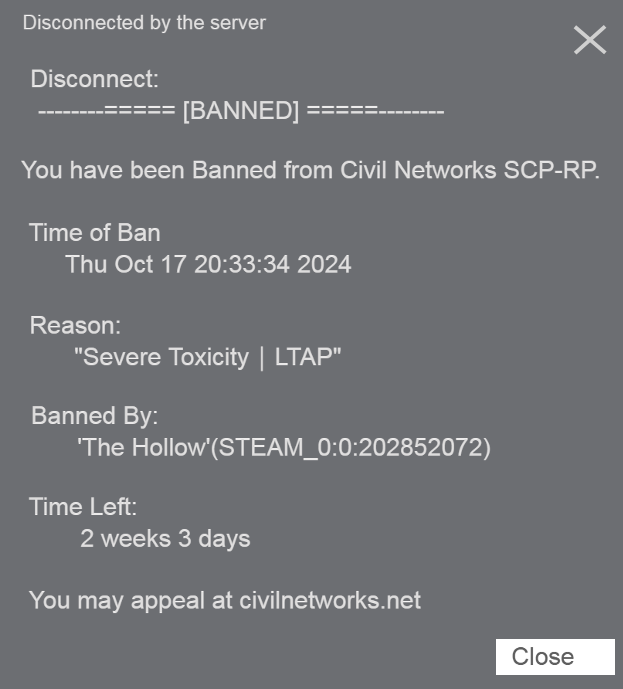 Disconnected by the server
Disconnect:
--------===== [BANNED] =====--------
You have been Banned from Civil Networks SCP-RP.
Time of Ban
Thu Oct 17 20:33:34 2024
Reason:
"Severe Toxicity | LTAP"
Banned By:
'The Hollow'(STEAM_0:0:202852072)
Time Left:
2 weeks 3 days
You may appeal at civilnetworks.net
Close